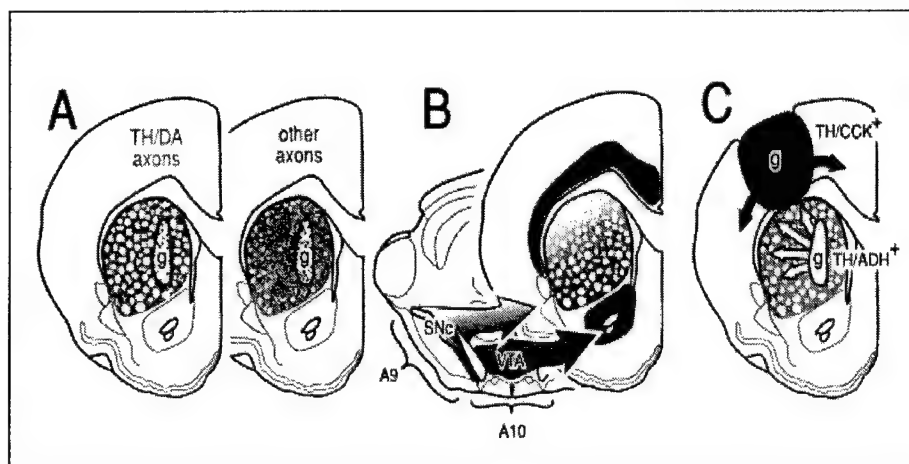 A
TH/DA
axons
g
other
axons
g
B
SNc
VTA
A9
A10
C
g
TH/CCK⁺
g
TH/ADH⁺